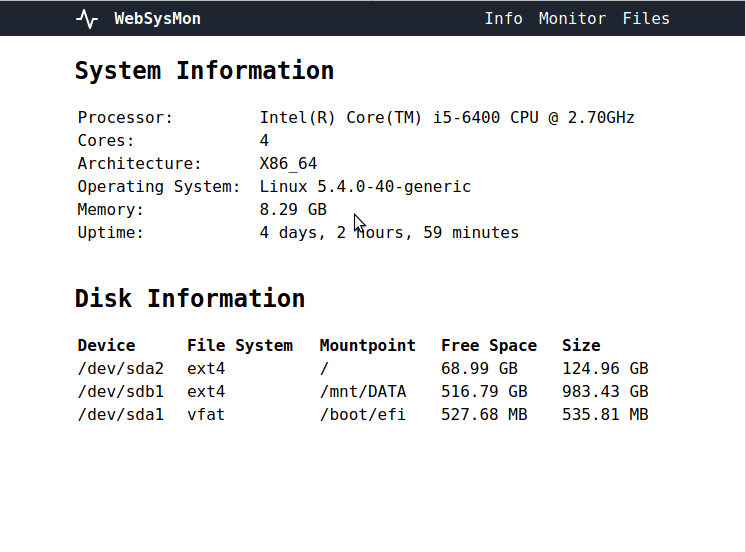 WebSysMon Info Monitor Files
System Information
Processor: Intel(R) Core(TM) i5-6400 CPU @ 2.70GHz
Cores: 4
Architecture: X86_64
Operating System: Linux 5.4.0-40-generic
Memory: 8.29 GB
Uptime: 4 days, 2 hours, 59 minutes
Disk Information
Device File System Mountpoint Free Space Size
/dev/sda2 ext4 / 68.99 GB 124.96 GB
/dev/sdb1 ext4 /mnt/DATA 516.79 GB 983.43 GB
/dev/sda1 vfat /boot/efi 527.68 MB 535.81 MB